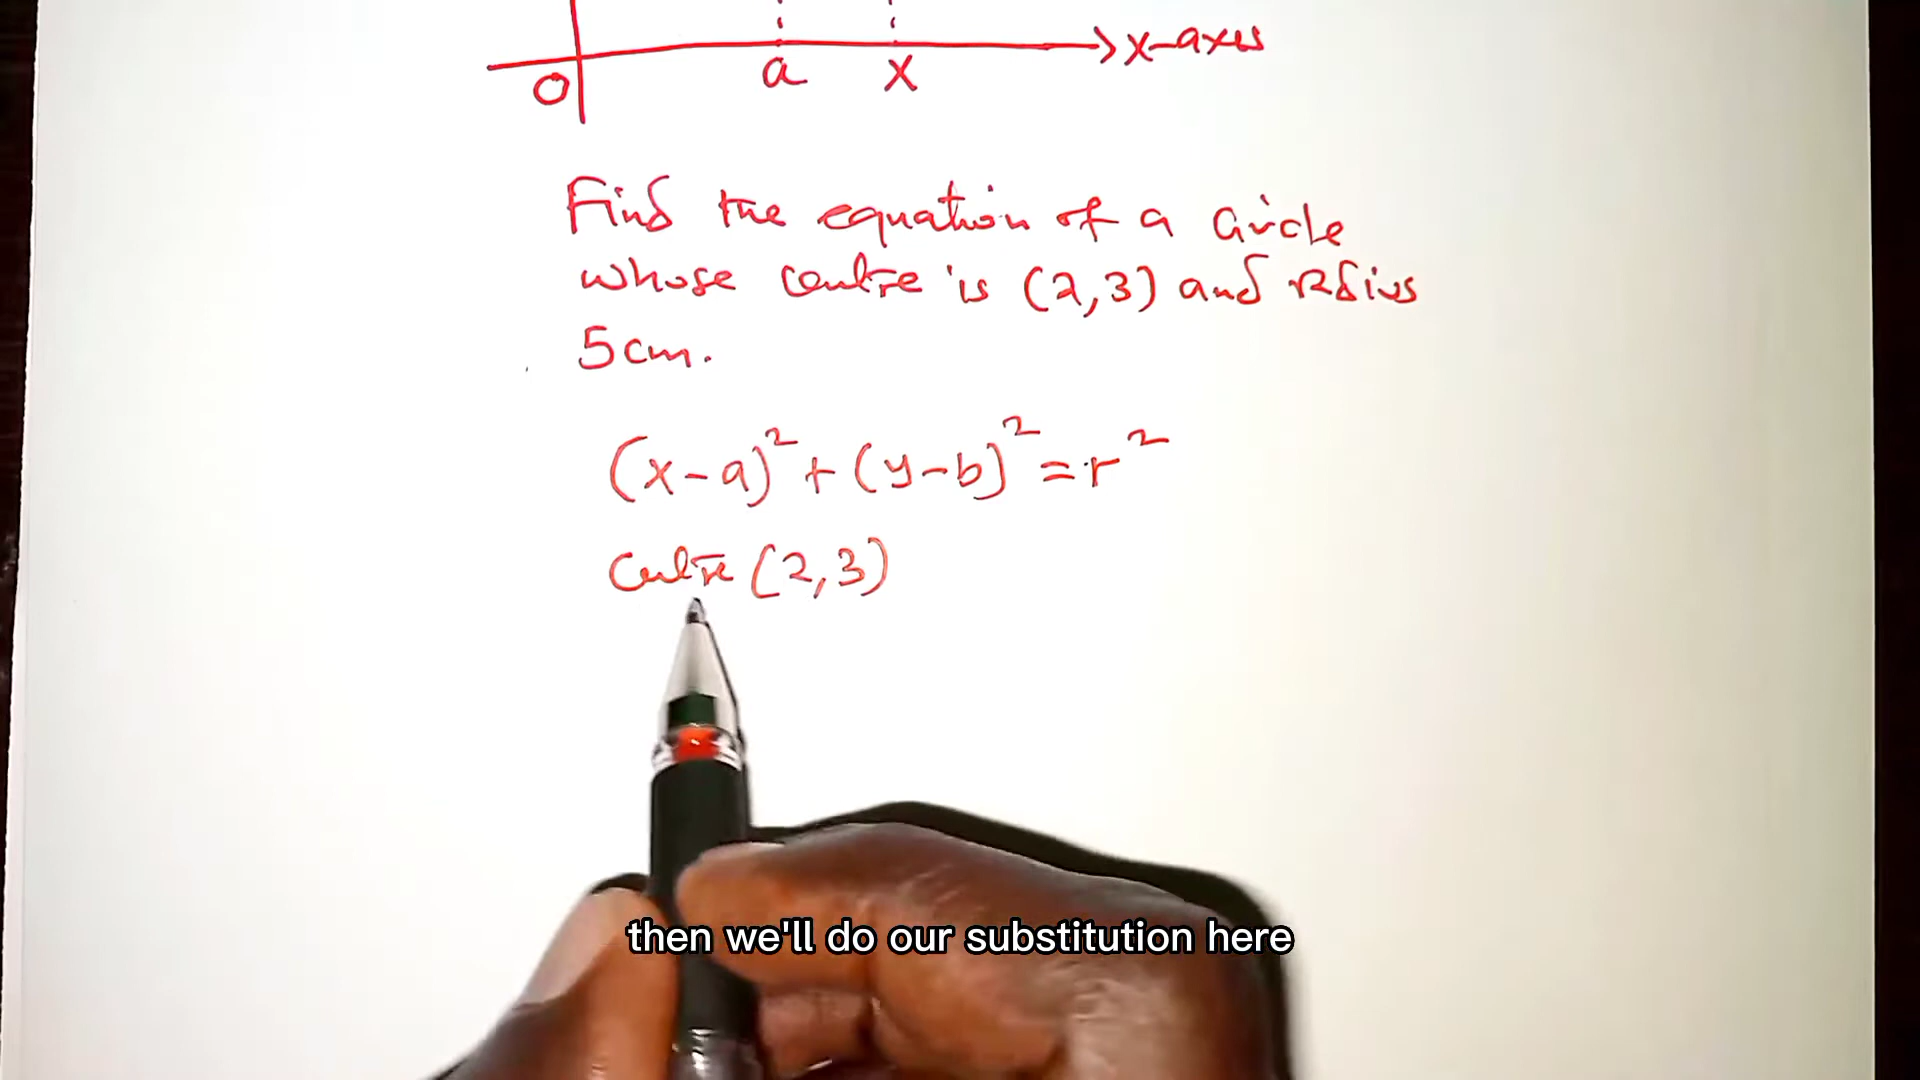 O a x x-axis
Find the equation of a circle
whose centre is (2,3) and radius
5cm.
(x-a)²+(y-b)²=r²
Centre (2,3)
then we'll do our substitution here